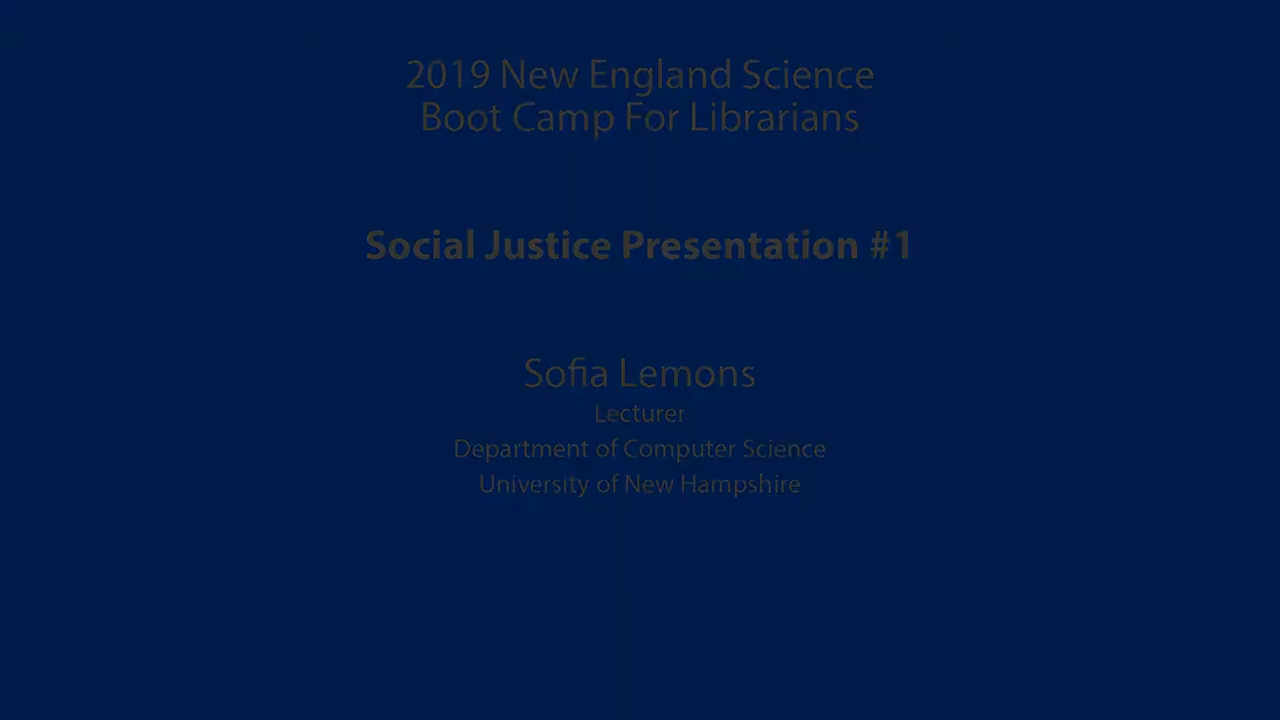 2019 New England Science
Boot Camp For Librarians
Social Justice Presentation #1
Sofia Lemons
Lecturer
Department of Computer Science
University of New Hampshire